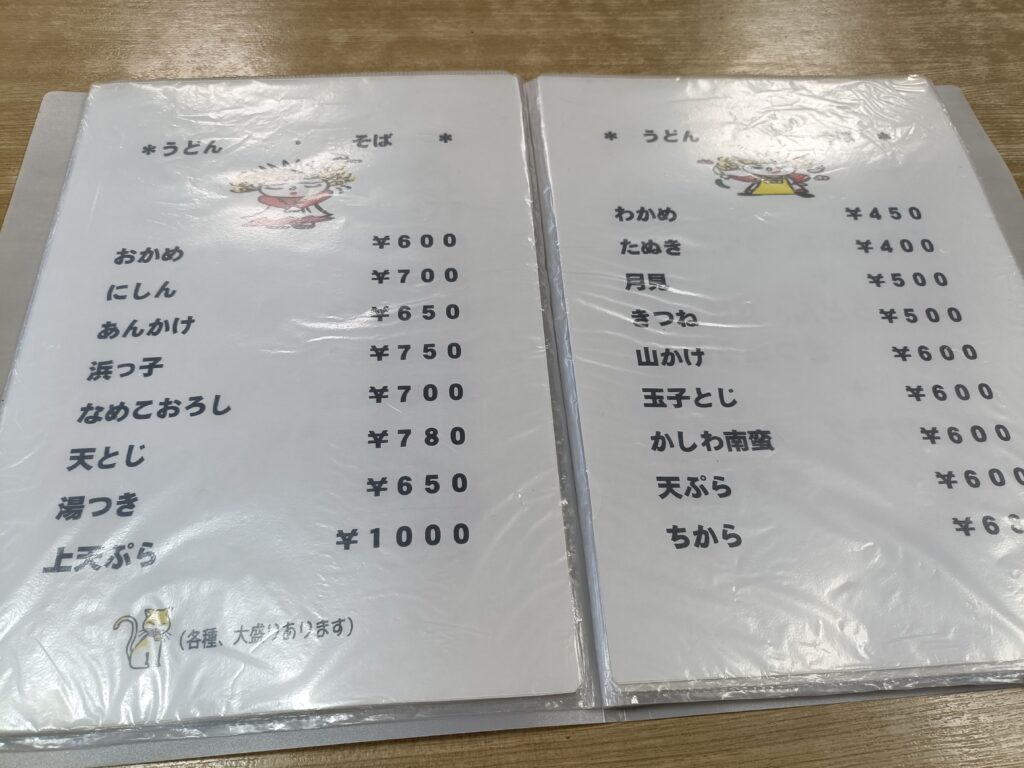 ＊うどん ・ そば ＊
おかめ ￥６００
にしん ￥７００
あんかけ ￥６５０
浜っ子 ￥７５０
なめこおろし ￥７００
天とじ ￥７８０
湯つき ￥６５０
上天ぷら ￥１０００
(各種、大盛りあります)
＊ うどん そば ＊
わかめ ￥４５０
たぬき ￥４００
月見 ￥５００
きつね ￥５００
山かけ ￥６００
玉子とじ ￥６００
かしわ南蛮 ￥６００
天ぷら ￥６００
ちから